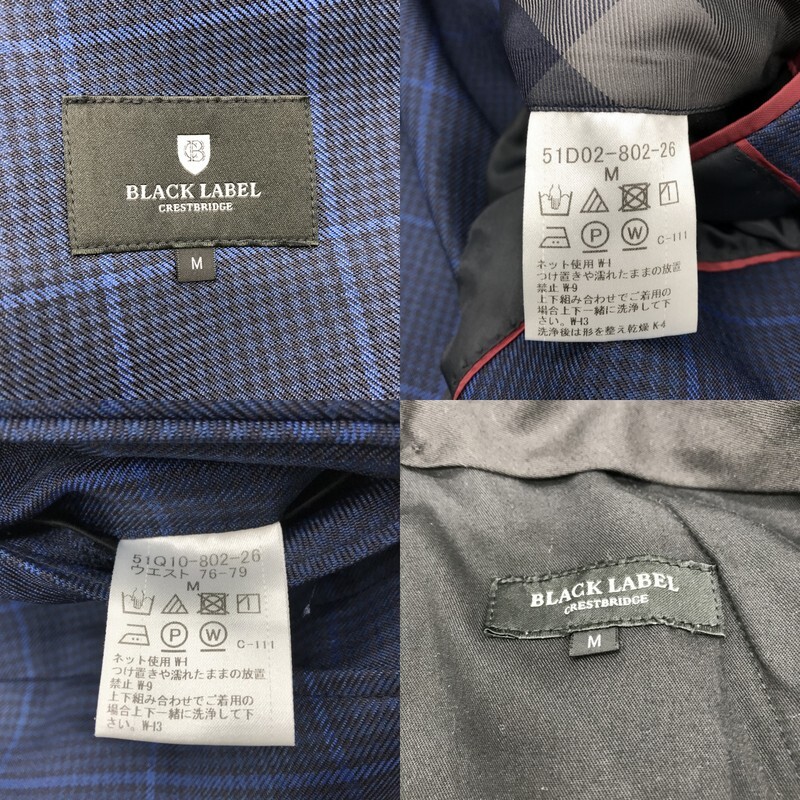 BLACK LABEL
CRESTBRIDGE
M
51D02-802-26
M
P W C-111
ネット使用 W-1
つけ置きや濡れたままの放置
禁止 W-9
上下組み合わせでご着用の
場合上下一緒に洗浄して下
さい。W-13
洗浄後は形を整え乾燥 K-4
51Q10-802-26
ウエスト 76-79
M
P W C-111
ネット使用 W-1
つけ置きや濡れたままの放置
禁止 W-9
上下組み合わせでご着用の
場合上下一緒に洗浄して下
さい。W-13
BLACK LABEL
CRESTBRIDGE
M